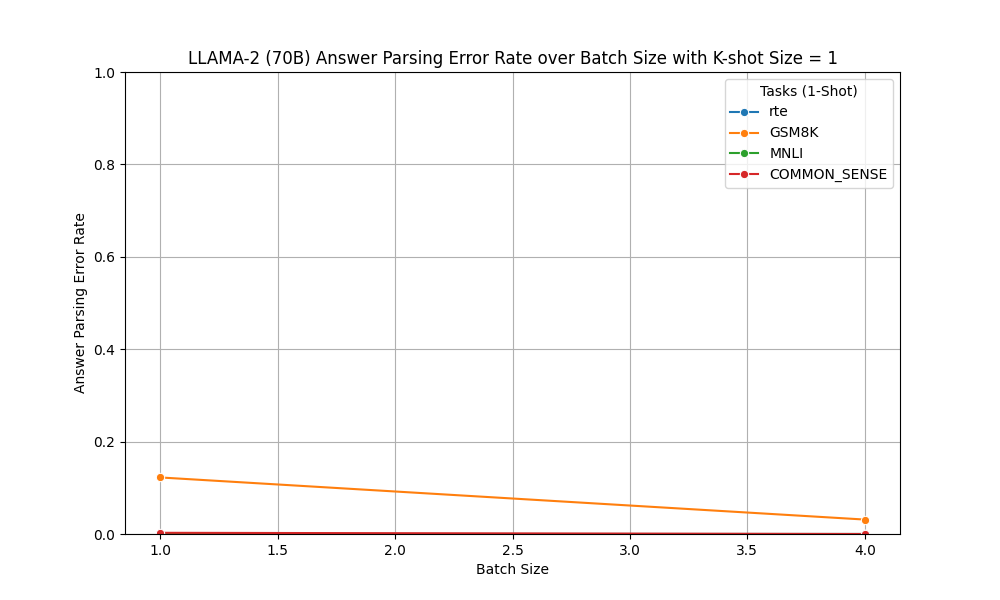 LLAMA-2 (70B) Answer Parsing Error Rate over Batch Size with K-shot Size = 1
Tasks (1-Shot)
rte
GSM8K
MNLI
COMMON_SENSE
Answer Parsing Error Rate
1.0
0.8
0.6
0.4
0.2
0.0
1.0 1.5 2.0 2.5 3.0 3.5 4.0
Batch Size